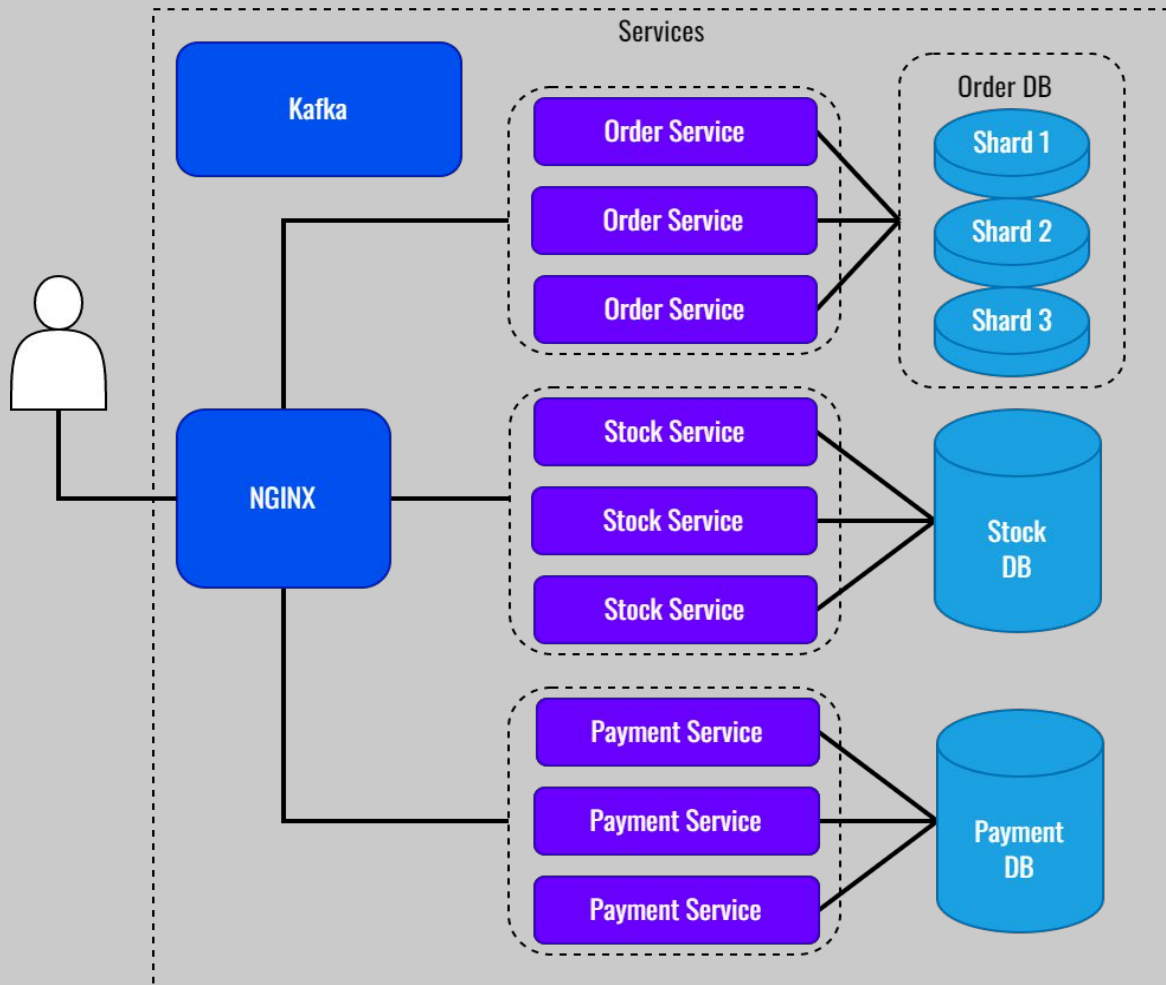 Services
Kafka
Order Service
Order Service
Order Service
Order DB
Shard 1
Shard 2
Shard 3
NGINX
Stock Service
Stock Service
Stock Service
Stock
DB
Payment Service
Payment Service
Payment Service
Payment
DB